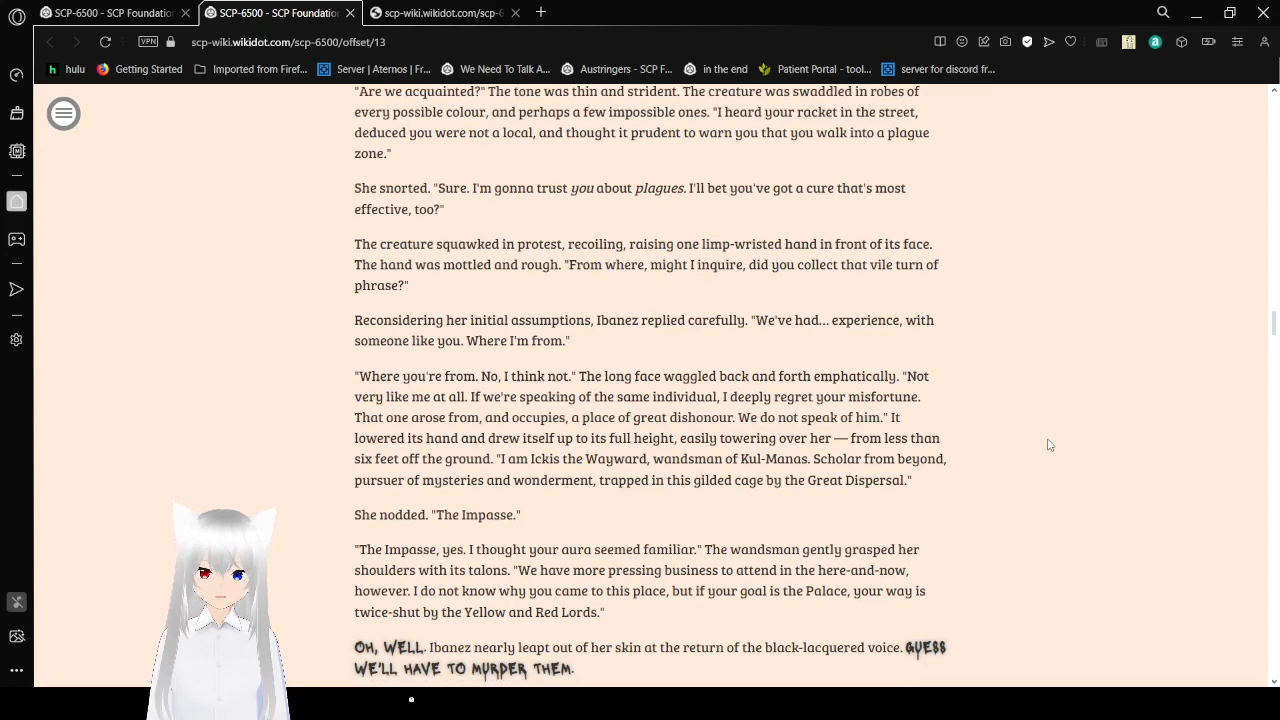 SCP-6500 - SCP Foundation
SCP-6500 - SCP Foundation
scp-wiki.wikidot.com/scp-6
VPN
scp-wiki.wikidot.com/scp-6500/offset/13
hulu
Getting Started
Imported from Firef...
Server | Aternos | Fr...
We Need To Talk A...
Austringers - SCP F...
in the end
Patient Portal - tool...
server for discord fr...
"Are we acquainted?" The tone was thin and strident. The creature was swaddled in robes of
every possible colour, and perhaps a few impossible ones. "I heard your racket in the street,
deduced you were not a local, and thought it prudent to warn you that you walk into a plague
zone."
She snorted. "Sure. I'm gonna trust you about plagues. I'll bet you've got a cure that's most
effective, too?"
The creature squawked in protest, recoiling, raising one limp-wristed hand in front of its face.
The hand was mottled and rough. "From where, might I inquire, did you collect that vile turn of
phrase?"
Reconsidering her initial assumptions, Ibanez replied carefully. "We've had... experience, with
someone like you. Where I'm from."
"Where you're from. No, I think not." The long face waggled back and forth emphatically. "Not
very like me at all. If we're speaking of the same individual, I deeply regret your misfortune.
That one arose from, and occupies, a place of great dishonour. We do not speak of him." It
lowered its hand and drew itself up to its full height, easily towering over her — from less than
six feet off the ground. "I am Ickis the Wayward, wandsman of Kul-Manas. Scholar from beyond,
pursuer of mysteries and wonderment, trapped in this gilded cage by the Great Dispersal."
She nodded. "The Impasse."
"The Impasse, yes. I thought your aura seemed familiar." The wandsman gently grasped her
shoulders with its talons. "We have more pressing business to attend in the here-and-now,
however. I do not know why you came to this place, but if your goal is the Palace, your way is
twice-shut by the Yellow and Red Lords."
OH, WELL. Ibanez nearly leapt out of her skin at the return of the black-lacquered voice. GUESS
WE'LL HAVE TO MURDER THEM.